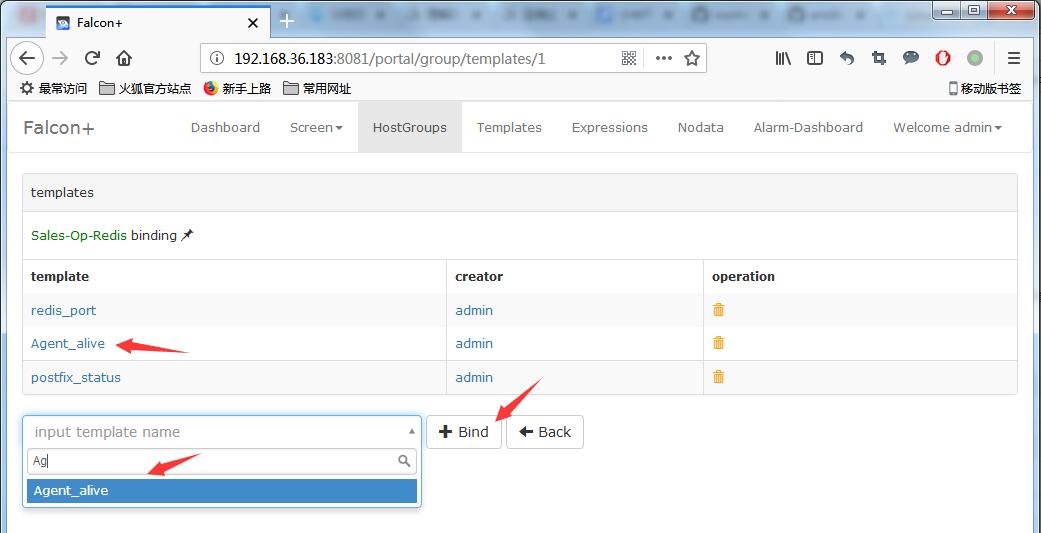 Falcon+
192.168.36.183:8081/portal/group/templates/1
最常访问 火狐官方站点 新手上路 常用网址 移动版书签
Falcon+ Dashboard Screen HostGroups Templates Expressions Nodata Alarm-Dashboard Welcome admin
templates
Sales-Op-Redis binding
template creator operation
redis_port admin
Agent_alive admin
postfix_status admin
input template name Bind Back
Ag
Agent_alive